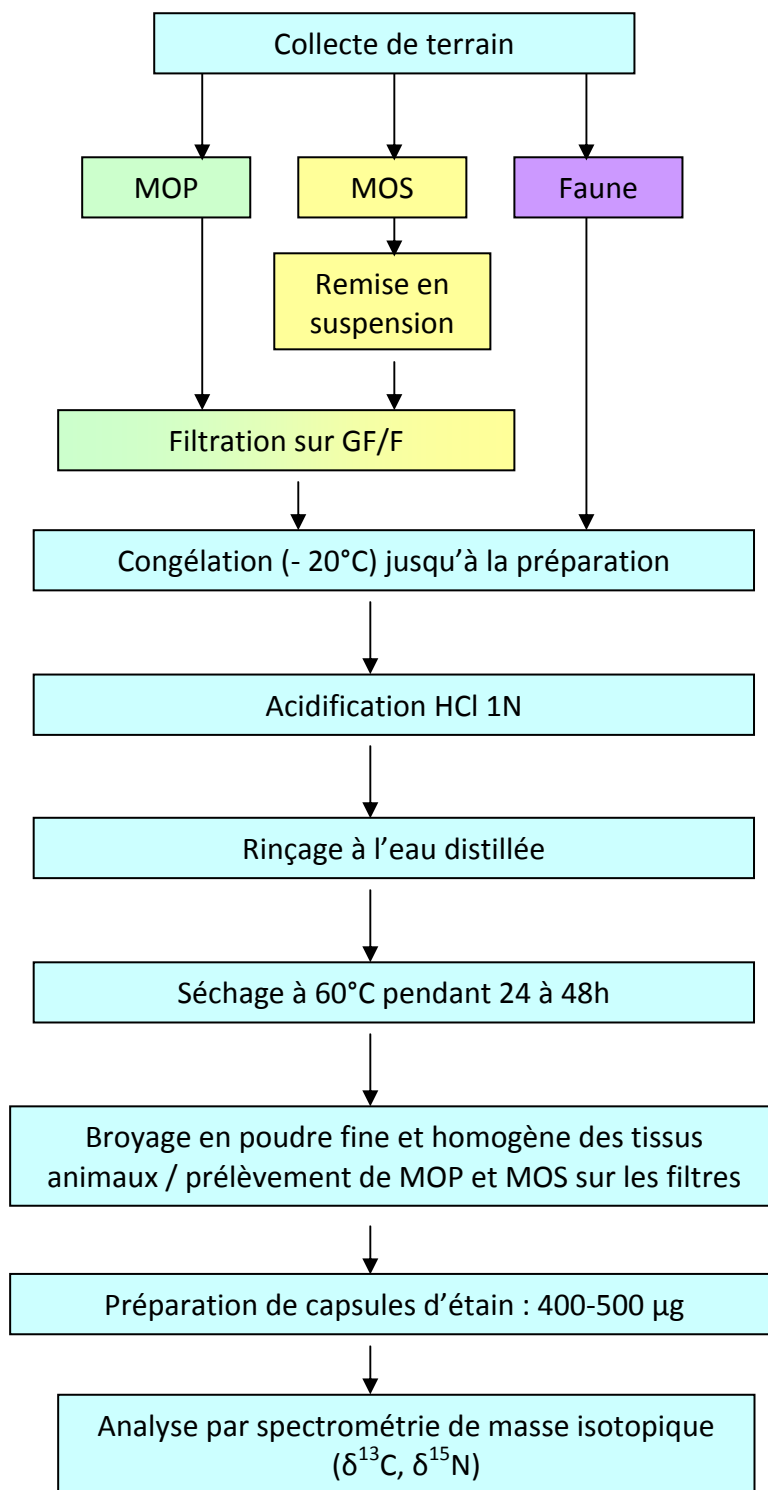 Collecte de terrain
MOP
MOS
Faune
Remise en
suspension
Filtration sur GF/F
Congélation (- 20°C) jusqu’à la préparation
Acidification HCl 1N
Rinçage à l’eau distillée
Séchage à 60°C pendant 24 à 48h
Broyage en poudre fine et homogène des tissus
animaux / prélèvement de MOP et MOS sur les filtres
Préparation de capsules d’étain : 400-500 µg
Analyse par spectrométrie de masse isotopique
(δ¹³C, δ¹⁵N)